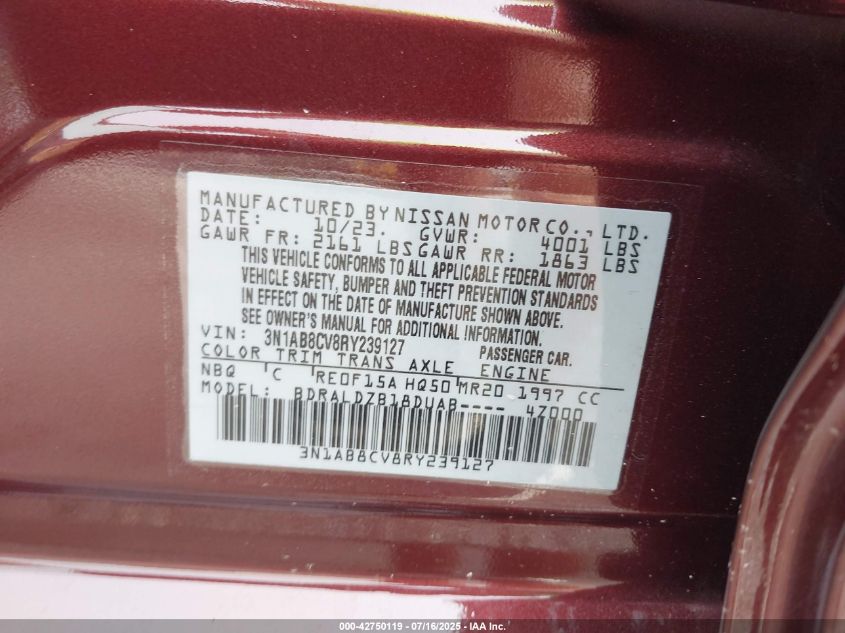 MANUFACTURED BY NISSAN MOTOR CO., LTD.
DATE: 10/23. GVWR: 4001 LBS
GAWR FR: 2161 LBS GAWR RR: 1863 LBS
THIS VEHICLE CONFORMS TO ALL APPLICABLE FEDERAL MOTOR
VEHICLE SAFETY, BUMPER AND THEFT PREVENTION STANDARDS
IN EFFECT ON THE DATE OF MANUFACTURE SHOWN ABOVE.
SEE OWNER'S MANUAL FOR ADDITIONAL INFORMATION.
VIN: 3N1AB8CV8RY239127 PASSENGER CAR.
COLOR TRIM TRANS AXLE ENGINE
NBQ C RE0F15A HQ50 MR20 1997 CC
MODEL: BDRALDZB18DUAB---- 4Z000
3N1AB8CV8RY239127
000-42750119 - 07/16/2025 - IAA Inc.